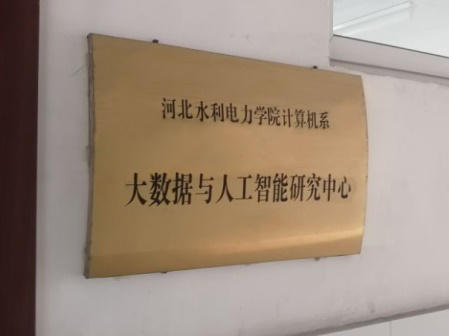 河北水利电力学院计算机系
大数据与人工智能研究中心